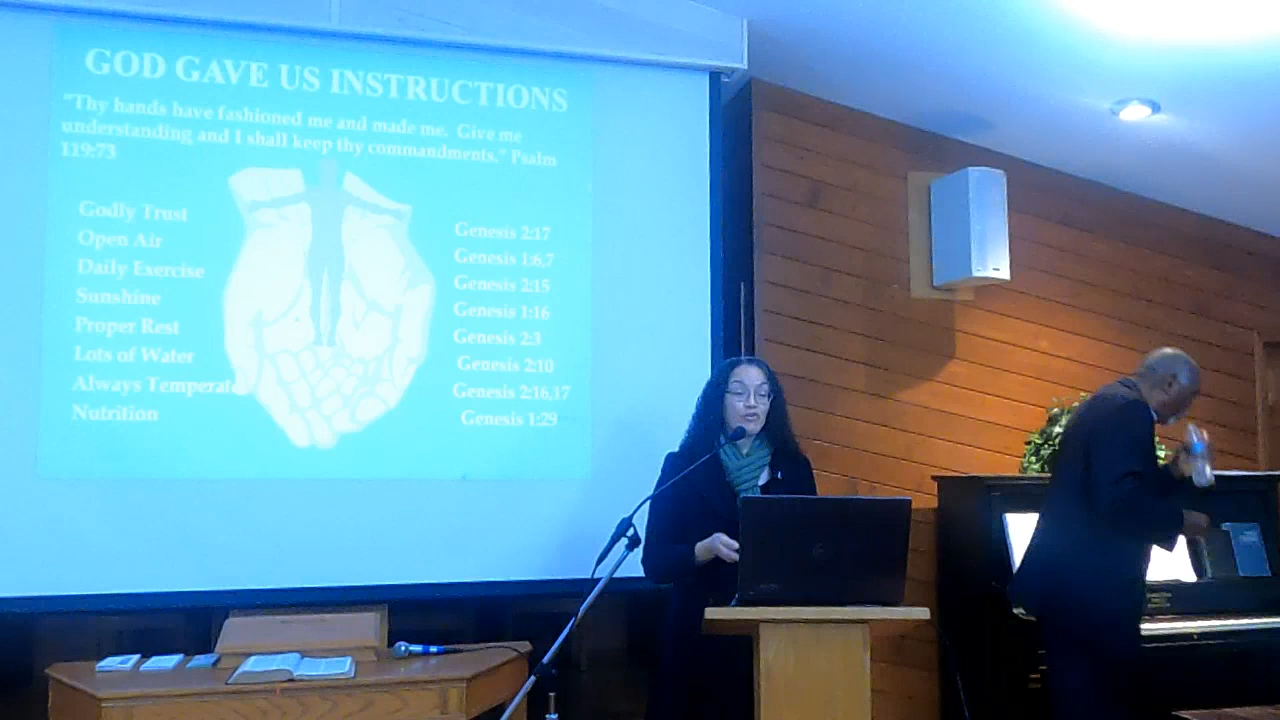 GOD GAVE US INSTRUCTIONS
"Thy hands have fashioned me and made me. Give me
understanding and I shall keep thy commandments." Psalm
119:73
Godly Trust
Open Air
Daily Exercise
Sunshine
Proper Rest
Lots of Water
Always Temperate
Nutrition
Genesis 2:17
Genesis 1:6,7
Genesis 2:15
Genesis 1:16
Genesis 2:3
Genesis 2:10
Genesis 2:16,17
Genesis 1:29